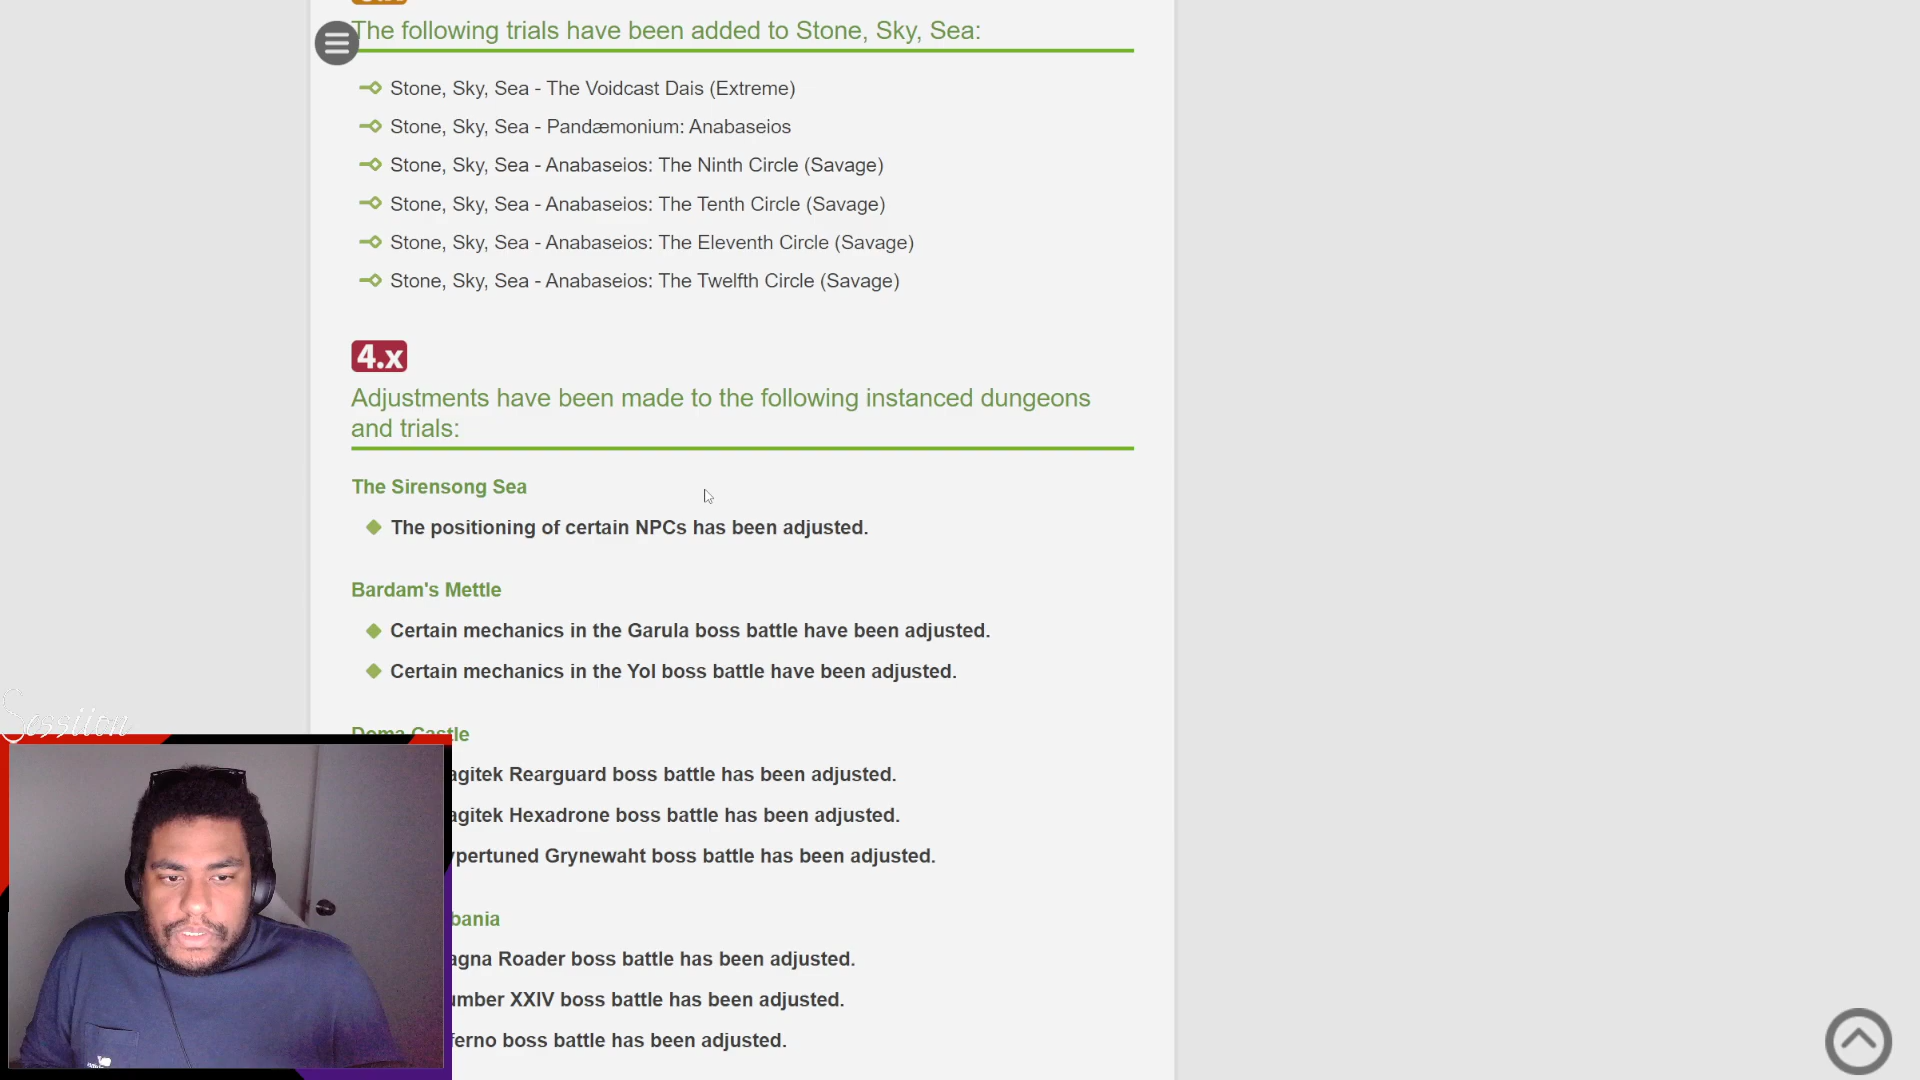 The following trials have been added to Stone, Sky, Sea:
Stone, Sky, Sea - The Voidcast Dais (Extreme)
Stone, Sky, Sea - Pandæmonium: Anabaseios
Stone, Sky, Sea - Anabaseios: The Ninth Circle (Savage)
Stone, Sky, Sea - Anabaseios: The Tenth Circle (Savage)
Stone, Sky, Sea - Anabaseios: The Eleventh Circle (Savage)
Stone, Sky, Sea - Anabaseios: The Twelfth Circle (Savage)
4.x
Adjustments have been made to the following instanced dungeons
and trials:
The Sirensong Sea
The positioning of certain NPCs has been adjusted.
Bardam's Mettle
Certain mechanics in the Garula boss battle have been adjusted.
Certain mechanics in the Yol boss battle have been adjusted.
Doma Castle
agitek Rearguard boss battle has been adjusted.
agitek Hexadrone boss battle has been adjusted.
ypertuned Grynewaht boss battle has been adjusted.
bania
agna Roader boss battle has been adjusted.
umber XXIV boss battle has been adjusted.
ferno boss battle has been adjusted.